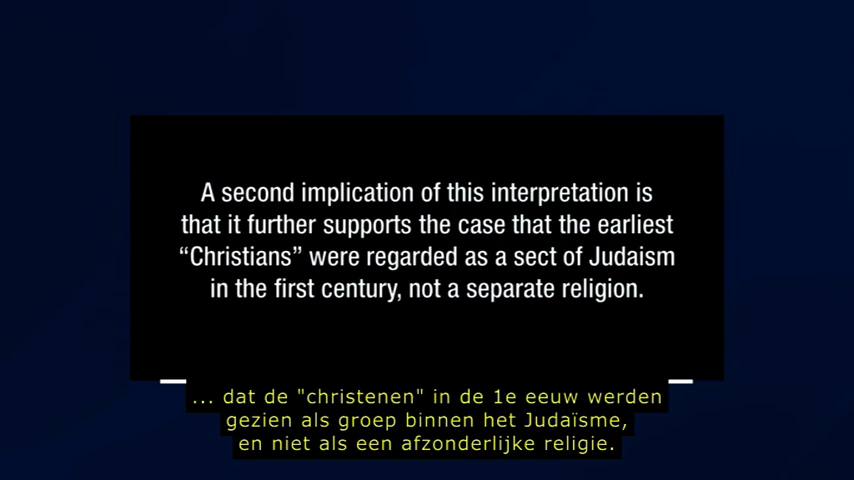 A second implication of this interpretation is
that it further supports the case that the earliest
“Christians” were regarded as a sect of Judaism
in the first century, not a separate religion.
... dat de "christenen" in de 1e eeuw werden
gezien als groep binnen het Judaïsme,
en niet als een afzonderlijke religie.